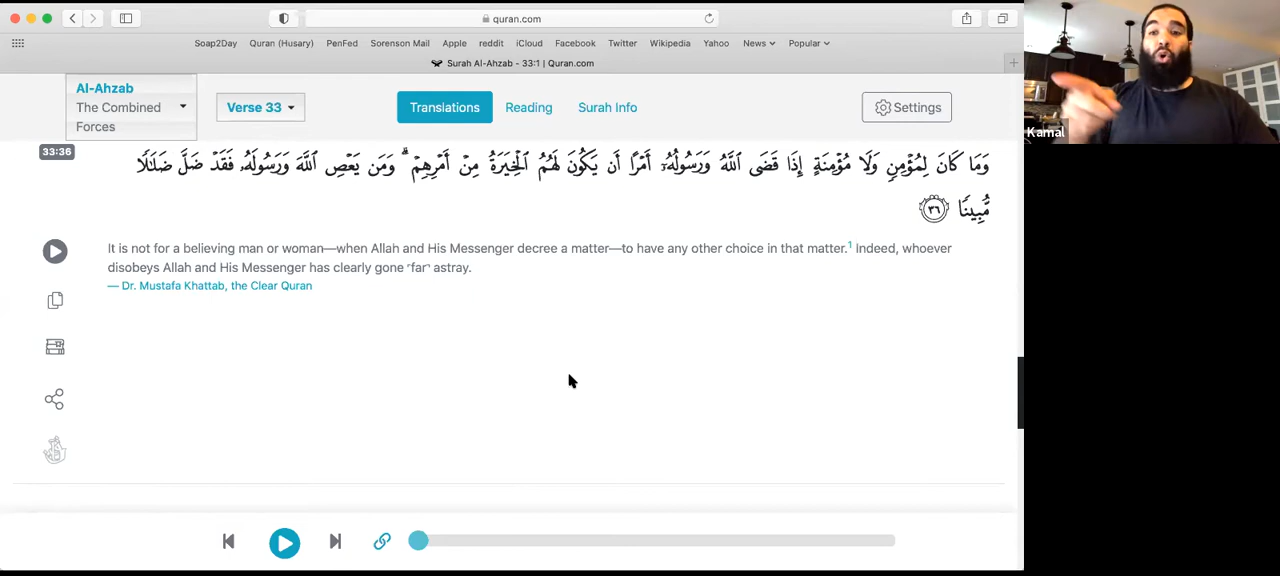 quran.com
Soap2Day Quran (Husary) PenFed Sorenson Mail Apple reddit iCloud Facebook Twitter Wikipedia Yahoo News Popular
Surah Al-Ahzab - 33:1 | Quran.com
Al-Ahzab
The Combined
Forces
Verse 33
Translations Reading Surah Info
Settings
Kamal
33:36
وَمَا كَانَ لِمُؤْمِنٍ وَلَا مُؤْمِنَةٍ إِذَا قَضَى ٱللَّهُ وَرَسُولُهُۥٓ أَمْرًا أَن يَكُونَ لَهُمُ ٱلْخِيَرَةُ مِنْ أَمْرِهِمْ ۗ وَمَن يَعْصِ ٱللَّهَ وَرَسُولَهُۥ فَقَدْ ضَلَّ ضَلَـٰلًا
مُّبِينًا ٣٦
It is not for a believing man or woman—when Allah and His Messenger decree a matter—to have any other choice in that matter.1 Indeed, whoever
disobeys Allah and His Messenger has clearly gone ˹far˺ astray.
— Dr. Mustafa Khattab, the Clear Quran